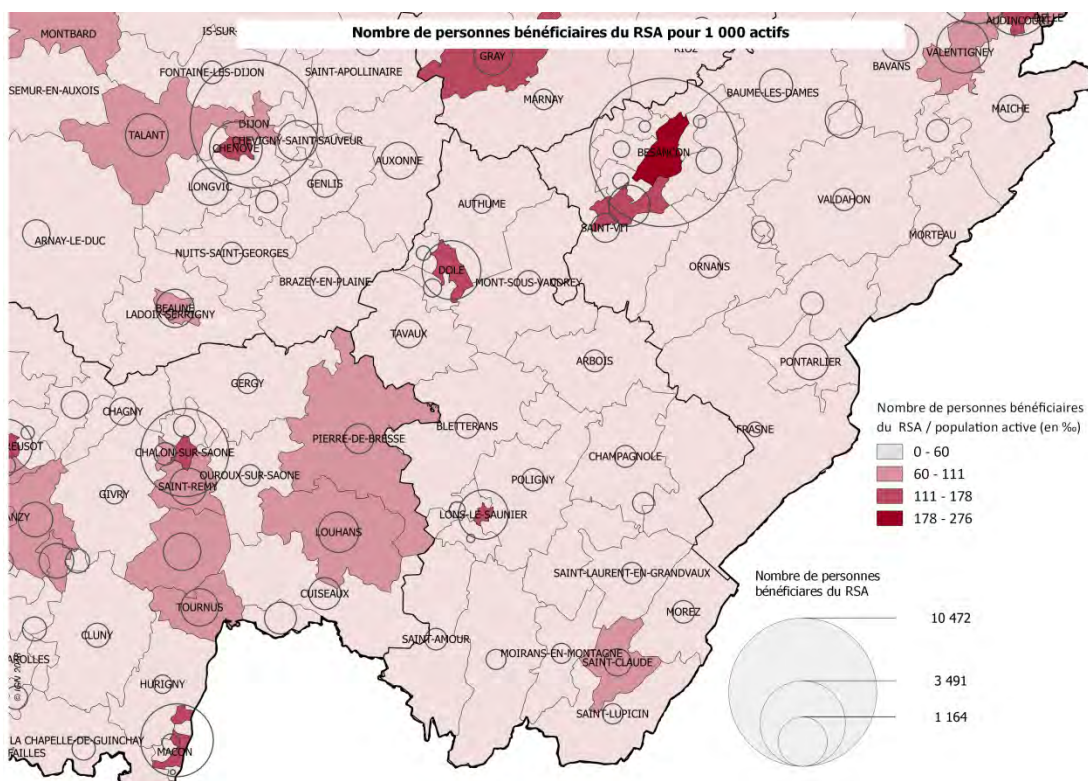 Nombre de personnes bénéficiaires du RSA pour 1 000 actifs
MONTBARD
IS-SUR-
GRAY
RIOZ
AUDINCOURT
BAVANS
VALENTIGNEY
FONTAINE-LES-DIJON
SAINT-APOLLINAIRE
SEMUR-EN-AUXOIS
MARNAY
BAUME-LES-DAMES
MAICHE
TALANT
DIJON
CHEVIGNY-SAINT-SAUVEUR
CHENOVE
BESANCON
AUXONNE
LONGVIC
GENLIS
AUTHUME
VALDAHON
SAINT-VIT
MORTEAU
ARNAY-LE-DUC
NUITS-SAINT-GEORGES
ORNANS
DOLE
BRAZEY-EN-PLAINE
MONT-SOUS-VAUDREY
BEAUNE
LADOIX-SERRIGNY
TAVAUX
ARBOIS
PONTARLIER
GERGY
CHAGNY
BLETTERANS
FRASNE
PIERRE-DE-BRESSE
REUSOT
CHALON-SUR-SAONE
CHAMPAGNOLE
OUROUX-SUR-SAONE
POLIGNY
SAINT-REMY
GIVRY
LONS-LE-SAUNIER
ANZY
LOUHANS
SAINT-LAURENT-EN-GRANDVAUX
CUISEAUX
TOURNUS
MOREZ
CLUNY
SAINT-AMOUR
MOIRANS-EN-MONTAGNE
SAINT-CLAUDE
AROLLES
HURIGNY
SAINT-LUPICIN
LA CHAPELLE-DE-GUINCHAY
FAILLES
MACON
Nombre de personnes bénéficiaires
du RSA / population active (en ‰)
0 - 60
60 - 111
111 - 178
178 - 276
Nombre de personnes
bénéficiaires du RSA
10 472
3 491
1 164